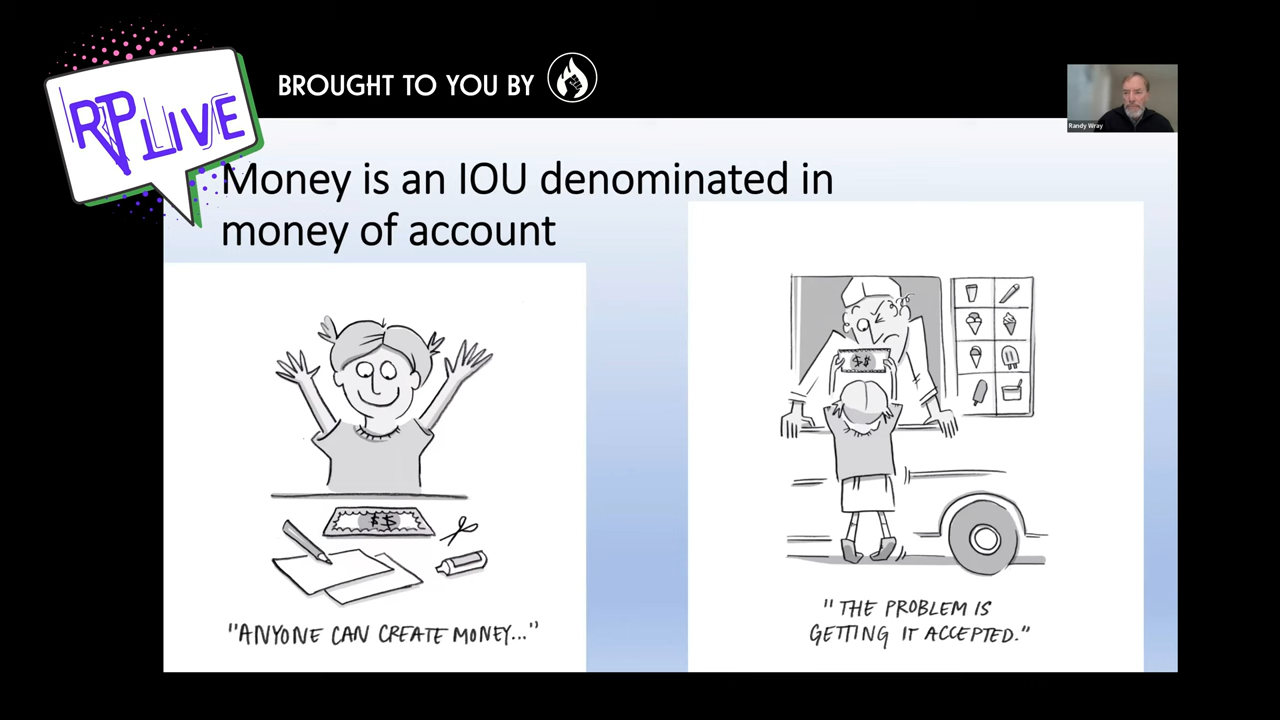 RP LIVE
BROUGHT TO YOU BY
Randy Wray
Money is an IOU denominated in
money of account
$$
$$
"ANYONE CAN CREATE MONEY..."
"THE PROBLEM IS
GETTING IT ACCEPTED."